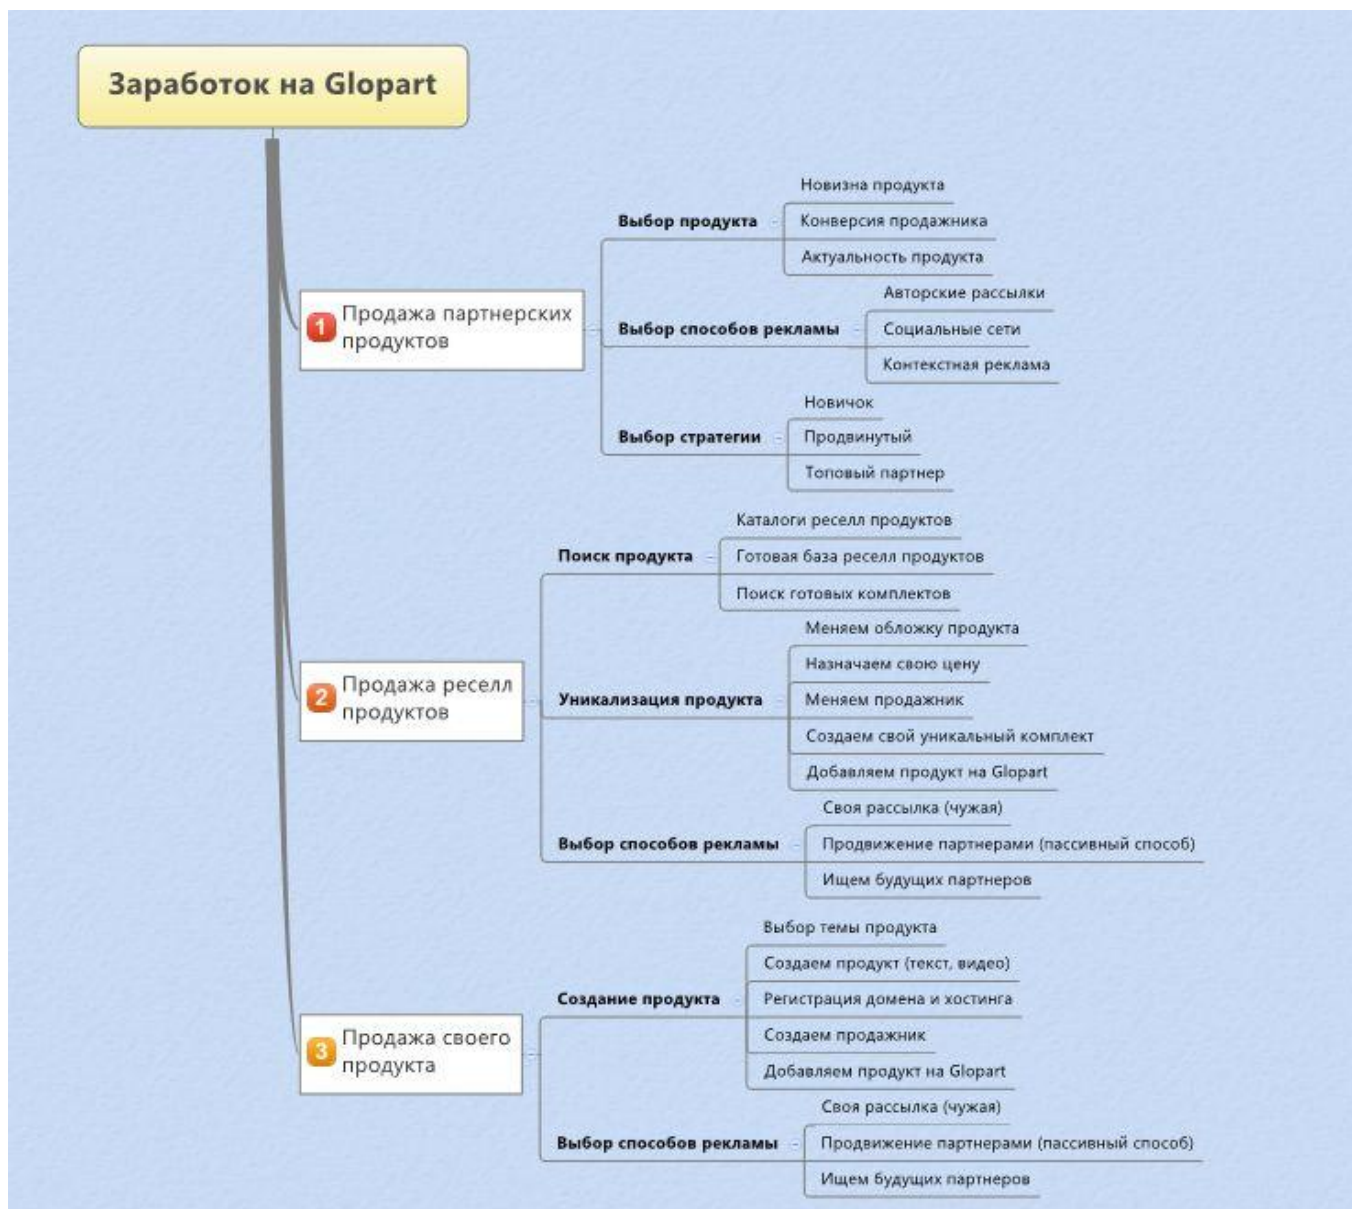 Заработок на Glopart
1
Продажа партнерских
продуктов
Выбор продукта
Новизна продукта
Конверсия продажника
Актуальность продукта
Выбор способов рекламы
Авторские рассылки
Социальные сети
Контекстная реклама
Выбор стратегии
Новичок
Продвинутый
Топовый партнер
2
Продажа реселл
продуктов
Поиск продукта
Каталоги реселл продуктов
Готовая база реселл продуктов
Поиск готовых комплектов
Уникализация продукта
Меняем обложку продукта
Назначаем свою цену
Меняем продажник
Создаем свой уникальный комплект
Добавляем продукт на Glopart
Выбор способов рекламы
Своя рассылка (чужая)
Продвижение партнерами (пассивный способ)
Ищем будущих партнеров
3
Продажа своего
продукта
Создание продукта
Выбор темы продукта
Создаем продукт (текст, видео)
Регистрация домена и хостинга
Создаем продажник
Добавляем продукт на Glopart
Выбор способов рекламы
Своя рассылка (чужая)
Продвижение партнерами (пассивный способ)
Ищем будущих партнеров